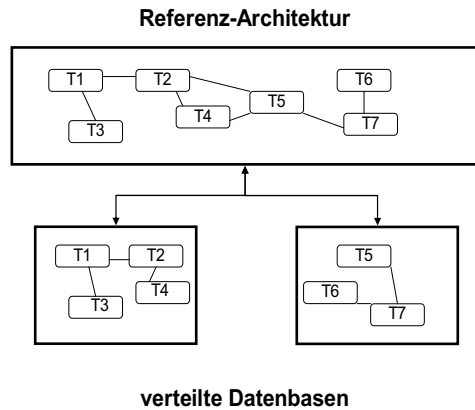 Referenz-Architektur
T1 T2 T6
T5
T4
T3 T7
T1 T2 T5
T6
T4
T3 T7
verteilte Datenbasen